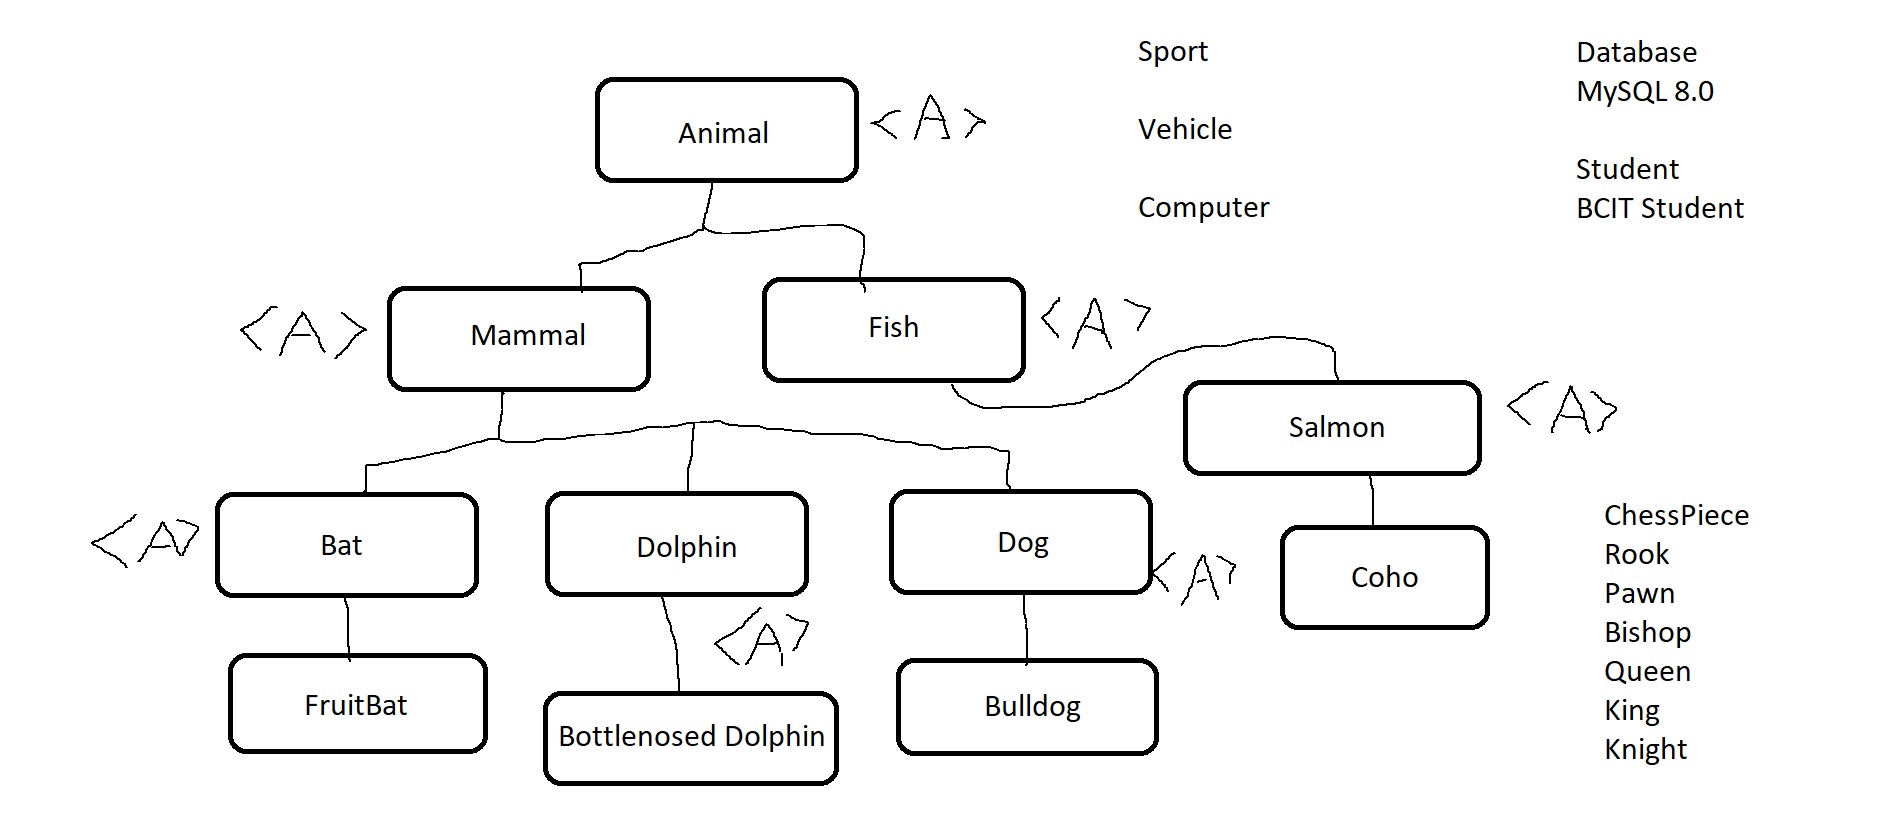 Sport
Database
MySQL 8.0
Animal
<A>
Vehicle
Student
Computer
BCIT Student
Mammal
<A>
Fish
<A>
Salmon
<A>
Bat
<A>
Dolphin
<A>
Dog
<A>
Coho
FruitBat
Bottlenosed Dolphin
Bulldog
ChessPiece
Rook
Pawn
Bishop
Queen
King
Knight